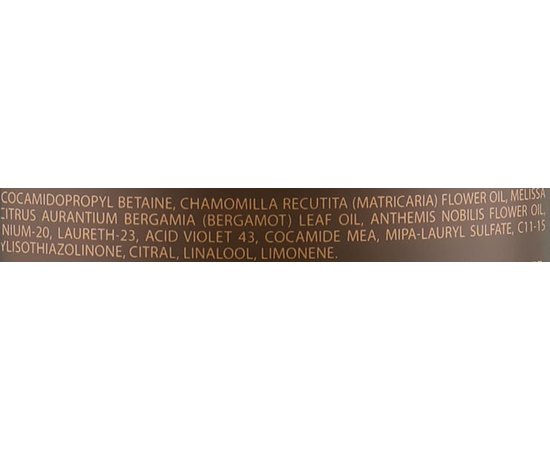 COCAMIDOPROPYL BETAINE, CHAMOMILLA RECUTITA (MATRICARIA) FLOWER OIL, MELISSA
CITRUS AURANTIUM BERGAMIA (BERGAMOT) LEAF OIL, ANTHEMIS NOBILIS FLOWER OIL,
NIUM-20, LAURETH-23, ACID VIOLET 43, COCAMIDE MEA, MIPA-LAURYL SULFATE, C11-15
YLISOTHIAZOLINONE, CITRAL, LINALOOL, LIMONENE.